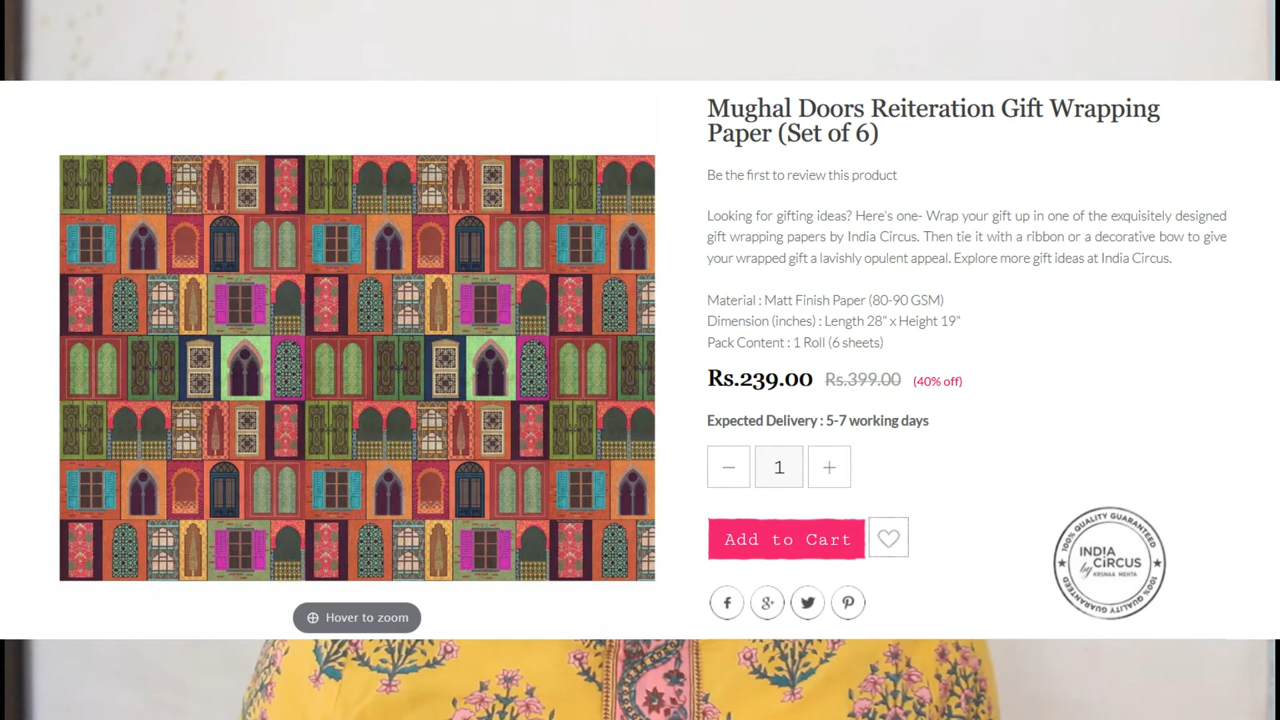 Mughal Doors Reiteration Gift Wrapping
Paper (Set of 6)
Be the first to review this product
Looking for gifting ideas? Here's one- Wrap your gift up in one of the exquisitely designed
gift wrapping papers by India Circus. Then tie it with a ribbon or a decorative bow to give
your wrapped gift a lavishly opulent appeal. Explore more gift ideas at India Circus.
Material : Matt Finish Paper (80-90 GSM)
Dimension (inches) : Length 28" x Height 19"
Pack Content : 1 Roll (6 sheets)
Rs.239.00 Rs.399.00 (40% off)
Expected Delivery : 5-7 working days
− 1 +
Add to Cart
100% QUALITY GUARANTEED
INDIA
CIRCUS
by KRSNAA MEHTA
100% QUALITY GUARANTEED
f g+
Hover to zoom